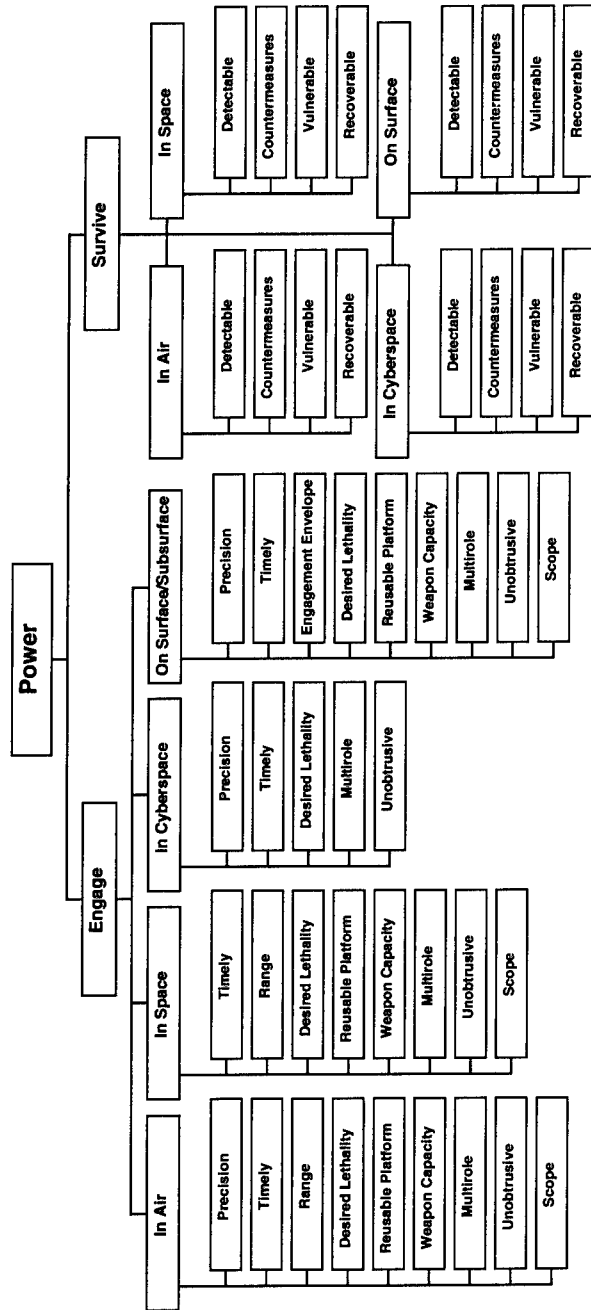 Power
Engage
In Air
Precision
Timely
Range
Desired Lethality
Reusable Platform
Weapon Capacity
Multirole
Unobtrusive
Scope
In Space
Timely
Range
Desired Lethality
Reusable Platform
Weapon Capacity
Multirole
Unobtrusive
Scope
In Cyberspace
Precision
Timely
Desired Lethality
Multirole
Unobtrusive
On Surface/Subsurface
Precision
Timely
Engagement Envelope
Desired Lethality
Reusable Platform
Weapon Capacity
Multirole
Unobtrusive
Scope
Survive
In Air
Detectable
Countermeasures
Vulnerable
Recoverable
In Space
Detectable
Countermeasures
Vulnerable
Recoverable
In Cyberspace
Detectable
Countermeasures
Vulnerable
Recoverable
On Surface
Detectable
Countermeasures
Vulnerable
Recoverable